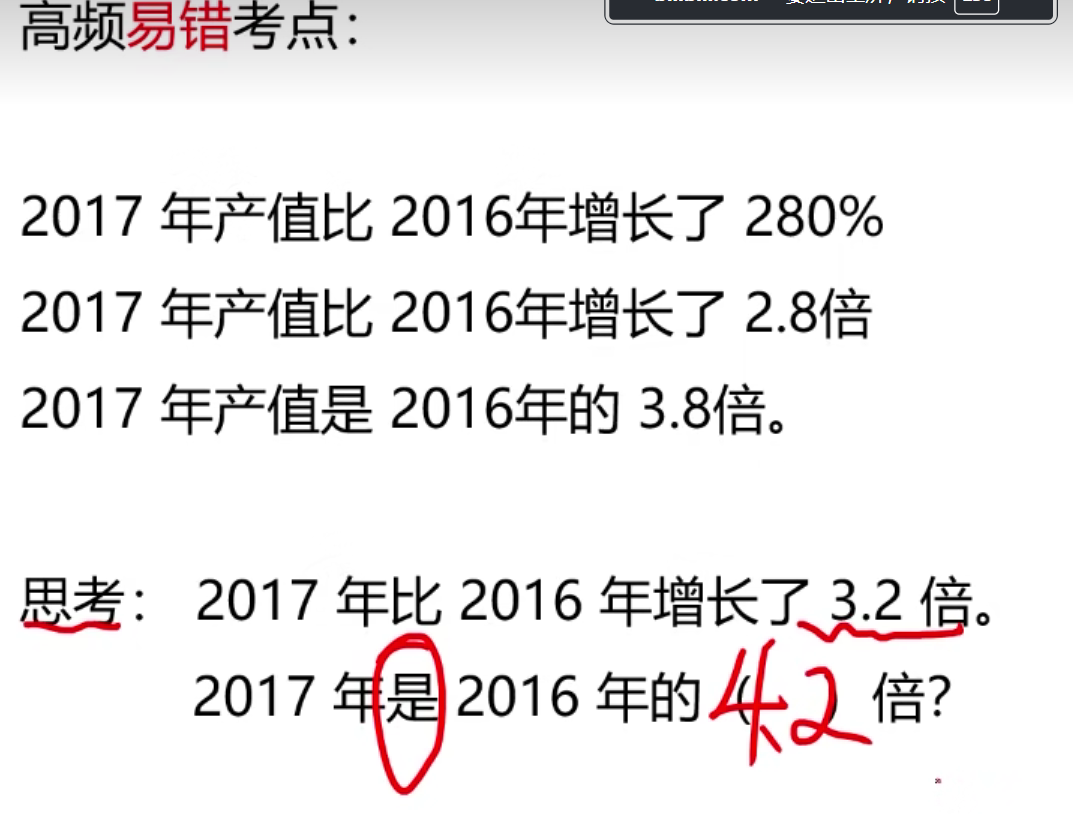 高频易错考点：
2017 年产值比 2016年增长了 280%
2017 年产值比 2016年增长了 2.8倍
2017 年产值是 2016年的 3.8倍。
思考： 2017 年比 2016 年增长了 3.2 倍。
2017 年是 2016 年的（4.2）倍？